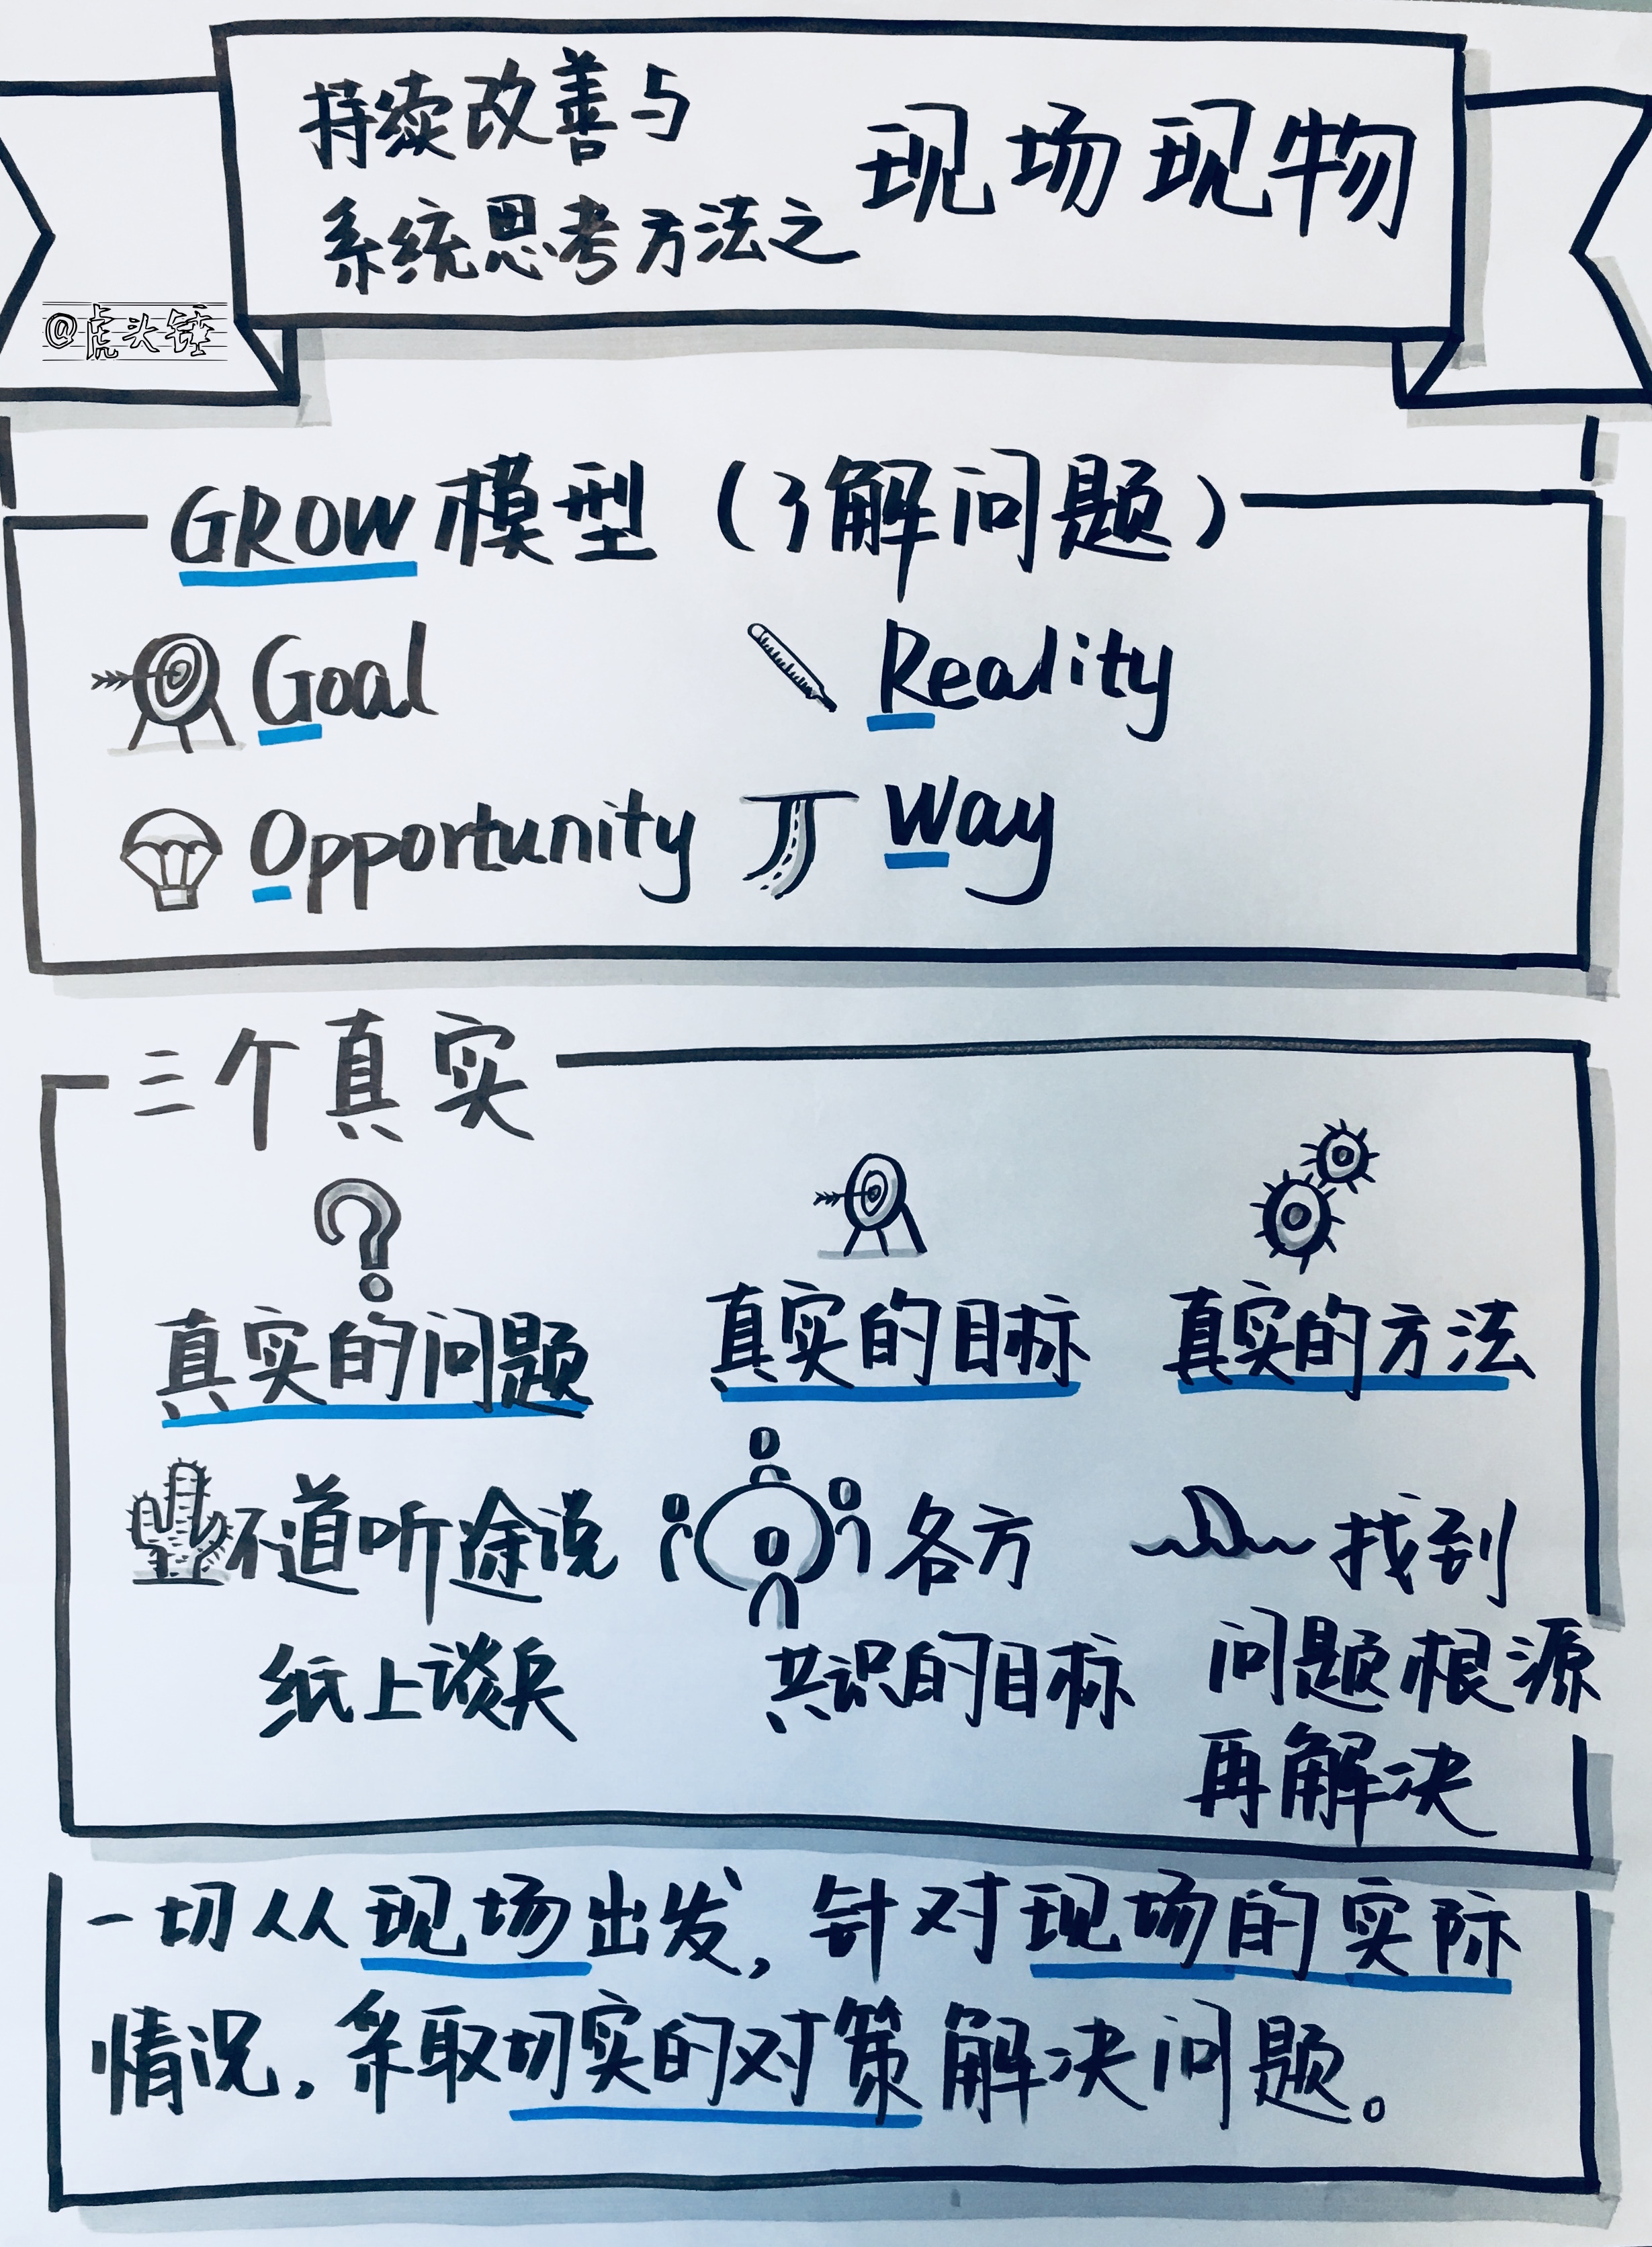 持续改善与
系统思考方法之
现场现物
@虎头锤
GROW模型（了解问题）
Goal
Reality
Opportunity
Way
三个真实
真实的问题
真实的目标
真实的方法
不道听途说
纸上谈兵
各方
共识的目标
找到
问题根源
再解决
一切从现场出发，针对现场的实际
情况，采取切实的对策解决问题。